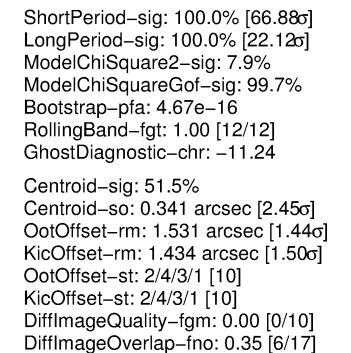 ShortPeriod−sig: 100.0% [66.88σ]
LongPeriod−sig: 100.0% [22.12σ]
ModelChiSquare2−sig: 7.9%
ModelChiSquareGof−sig: 99.7%
Bootstrap−pfa: 4.67e−16
RollingBand−fgt: 1.00 [12/12]
GhostDiagnostic−chr: −11.24
Centroid−sig: 51.5%
Centroid−so: 0.341 arcsec [2.45σ]
OotOffset−rm: 1.531 arcsec [1.44σ]
KicOffset−rm: 1.434 arcsec [1.50σ]
OotOffset−st: 2/4/3/1 [10]
KicOffset−st: 2/4/3/1 [10]
DiffImageQuality−fgm: 0.00 [0/10]
DiffImageOverlap−fno: 0.35 [6/17]